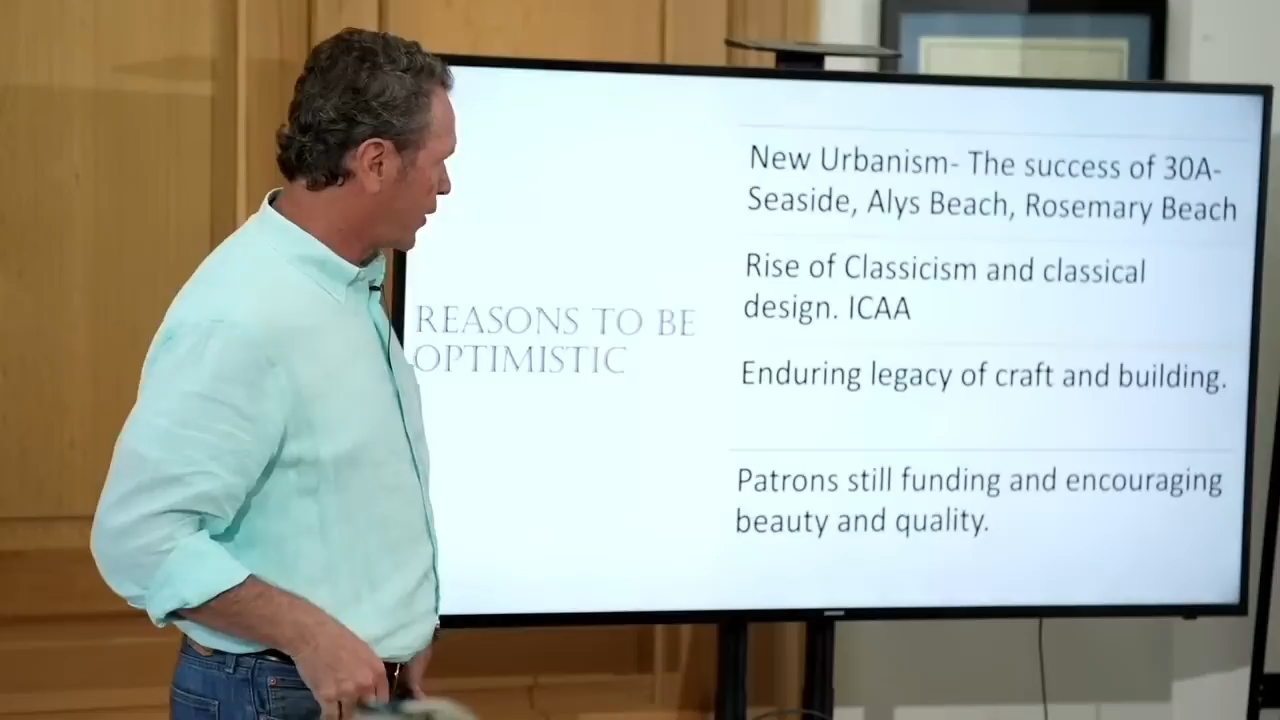 REASONS TO BE
OPTIMISTIC
New Urbanism- The success of 30A-
Seaside, Alys Beach, Rosemary Beach
Rise of Classicism and classical
design. ICAA
Enduring legacy of craft and building.
Patrons still funding and encouraging
beauty and quality.